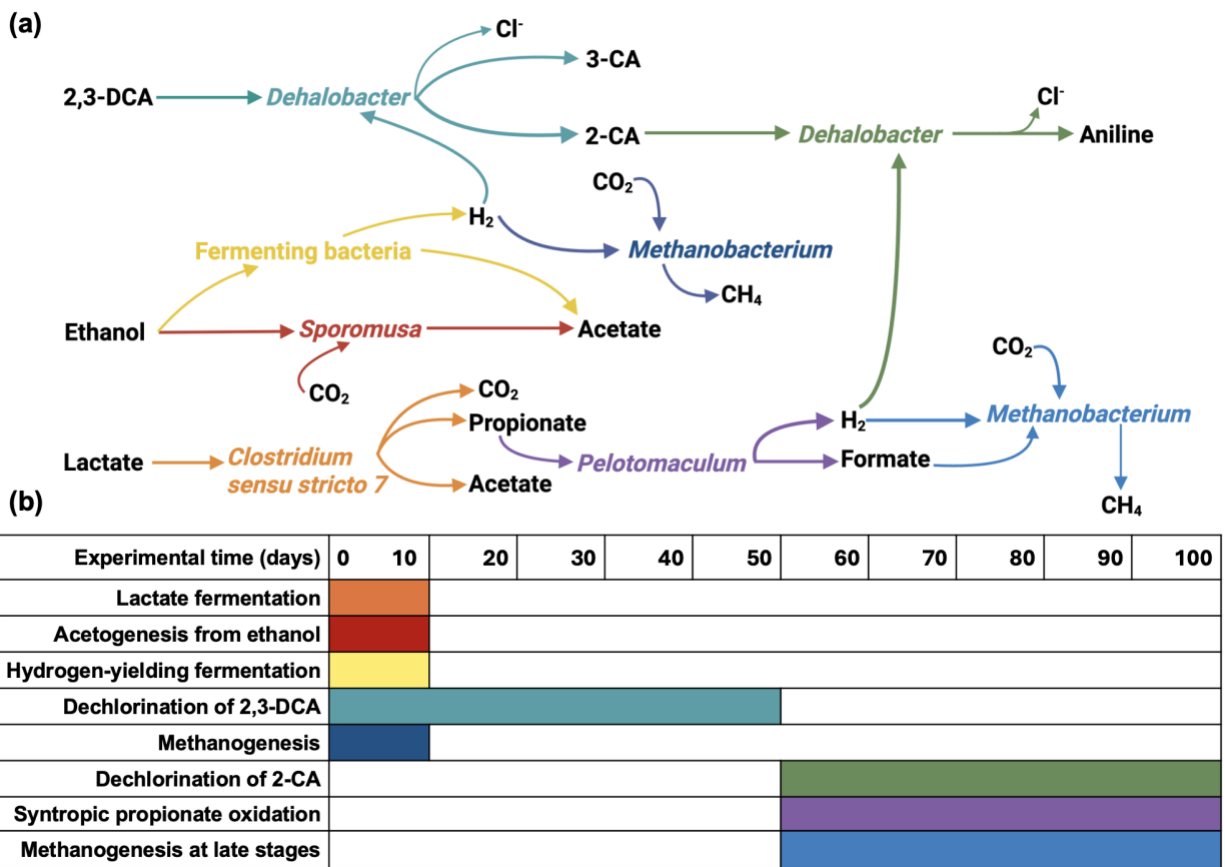 (a)
Cl⁻
3-CA
2,3-DCA
Dehalobacter
Cl⁻
2-CA
Dehalobacter
Aniline
CO₂
H₂
Fermenting bacteria
Methanobacterium
CH₄
Ethanol
Sporomusa
Acetate
CO₂
CO₂
CO₂
Propionate
H₂
Methanobacterium
Lactate
Clostridium
sensu stricto 7
Pelotomaculum
Formate
Acetate
CH₄
(b)
Experimental time (days) 0 10 20 30 40 50 60 70 80 90 100
Lactate fermentation
Acetogenesis from ethanol
Hydrogen-yielding fermentation
Dechlorination of 2,3-DCA
Methanogenesis
Dechlorination of 2-CA
Syntropic propionate oxidation
Methanogenesis at late stages